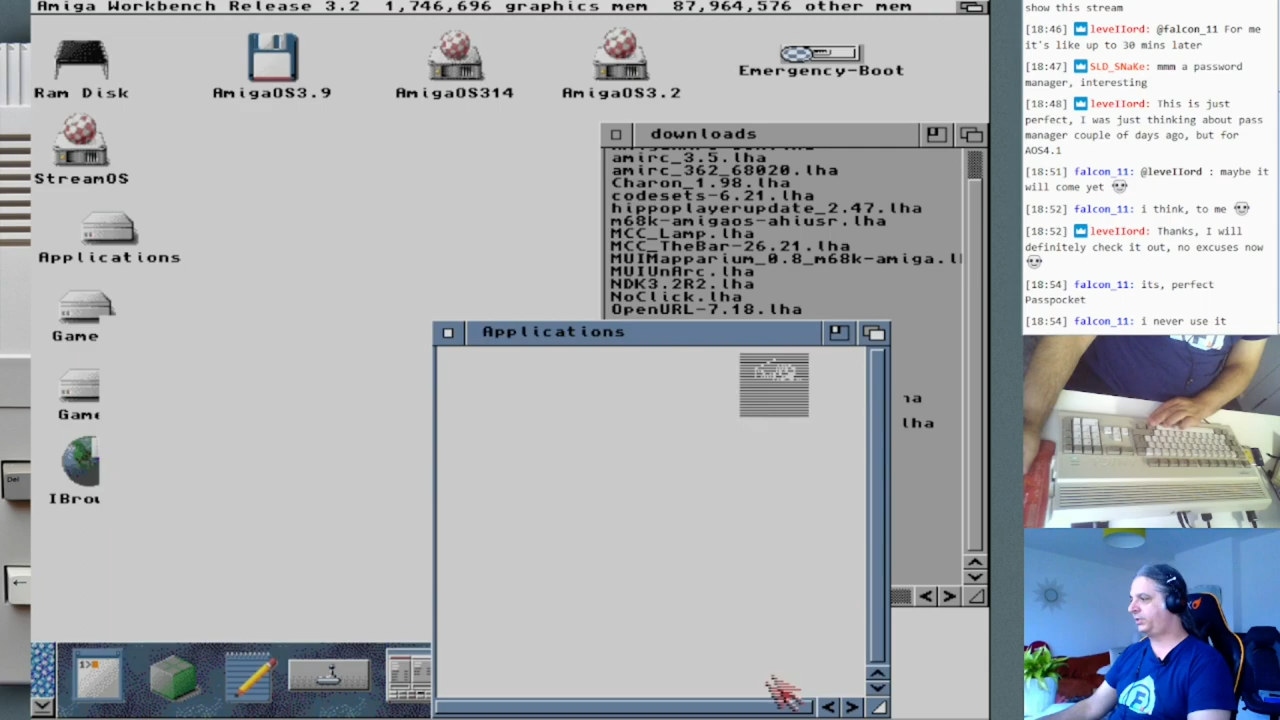 Amiga Workbench Release 3.2 1,746,696 graphics mem 87,964,576 other mem
Ram Disk
AmigaOS3.9
AmigaOS314
AmigaOS3.2
Emergency-Boot
StreamOS
Applications
Game
Game
IBrow
downloads
amirc_3.5.lha
amirc_362_68020.lha
Charon_1.98.lha
codesets-6.21.lha
hippoplayerupdate_2.47.lha
m68k-amigaos-ahiusr.lha
MCC_Lamp.lha
MCC_TheBar-26.21.lha
MUIMapparium_0.8_m68k-amiga.l
MUIUnArc.lha
NDK3.2R2.lha
NoClick.lha
OpenURL-7.18.lha
lha
Applications
1>
Del
show this stream
[18:46] levelIord: @falcon_11 For me
it's like up to 30 mins later
[18:47] SLD_SNaKe: mmm a password
manager, interesting
[18:48] levelIord: This is just
perfect, I was just thinking about pass
manager couple of days ago, but for
AOS4.1
[18:51] falcon_11: @levelIord : maybe it
will come yet
[18:52] falcon_11: i think, to me
[18:52] levelIord: Thanks, I will
definitely check it out, no excuses now
[18:54] falcon_11: its, perfect
Passpocket
[18:54] falcon_11: i never use it